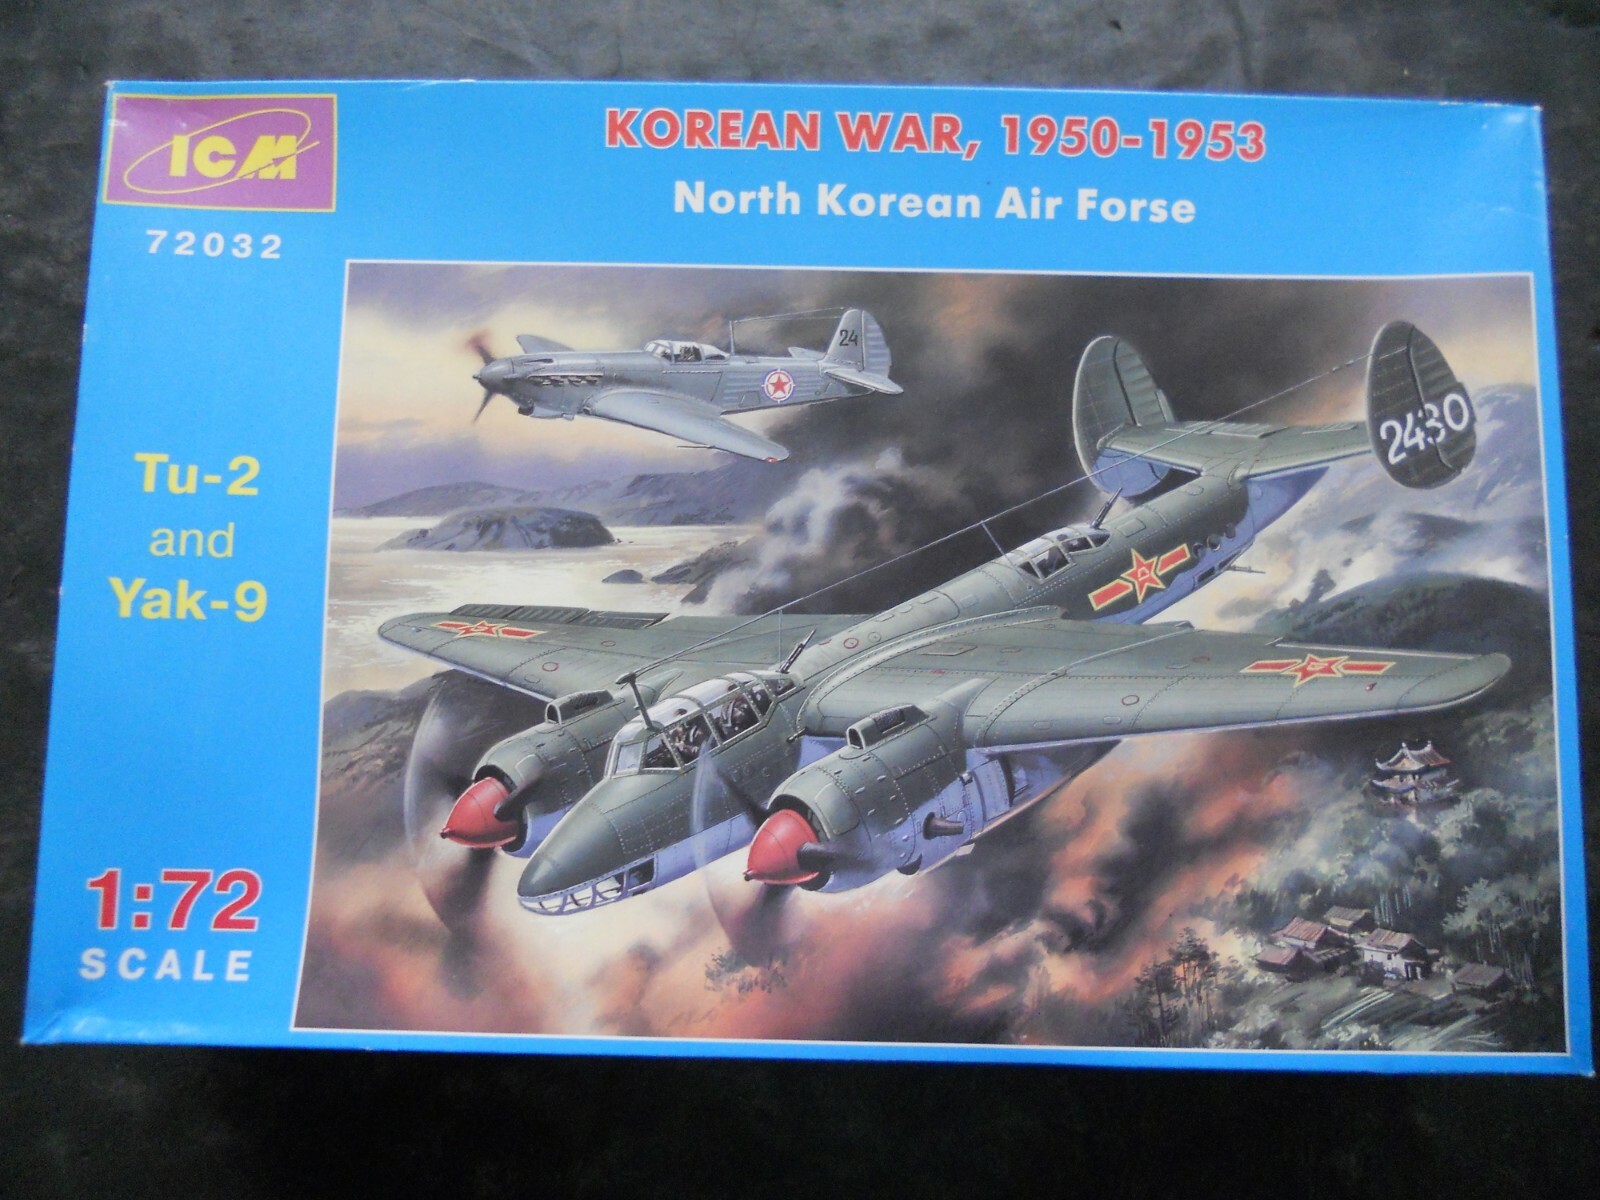 ICM
KOREAN WAR, 1950-1953
North Korean Air Forse
72032
24
2430
Tu-2
and
Yak-9
1:72
SCALE